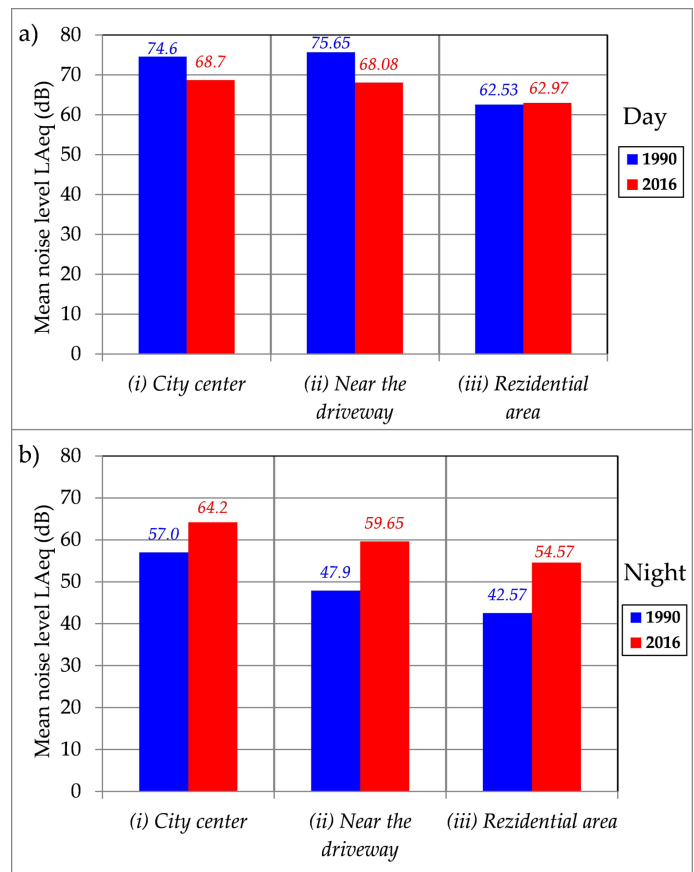 a)
Mean noise level LAeq (dB)
80
70
60
50
40
30
20
10
0
74.6
68.7
75.65
68.08
62.53
62.97
(i) City center
(ii) Near the
driveway
(iii) Rezidential
area
Day
1990
2016
b)
Mean noise level LAeq (dB)
80
70
60
50
40
30
20
10
0
57.0
64.2
47.9
59.65
42.57
54.57
(i) City center
(ii) Near the
driveway
(iii) Rezidential area
Night
1990
2016